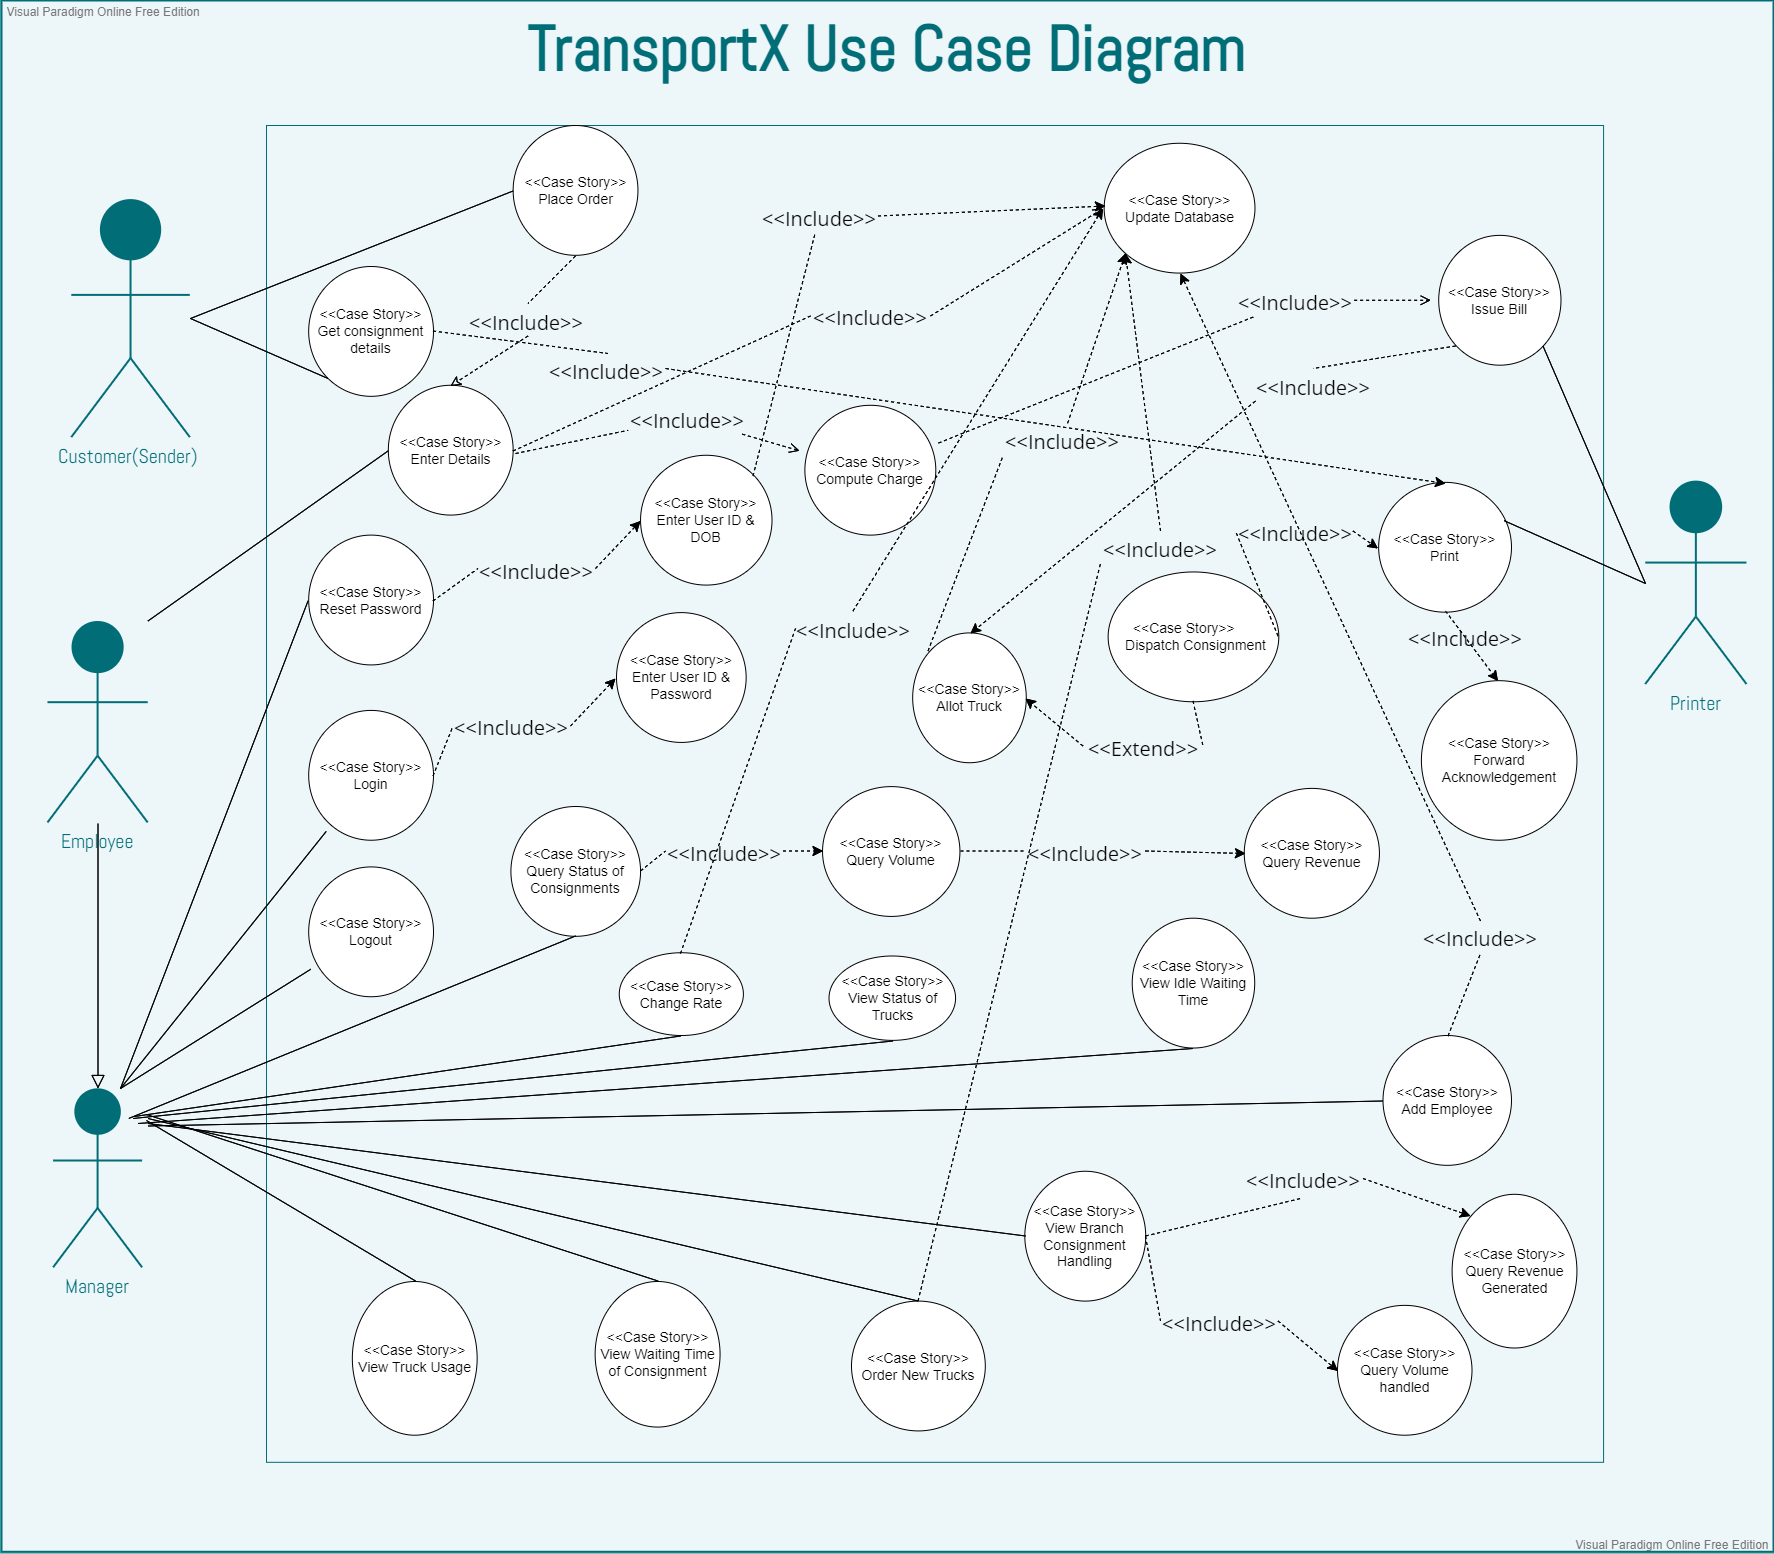 Visual Paradigm Online Free Edition
TransportX Use Case Diagram
<<Case Story>>
Place Order
<<Case Story>>
Update Database
<<Include>>
<<Case Story>>
Issue Bill
<<Include>>
<<Case Story>>
Get consignment
details
<<Include>>
<<Include>>
<<Include>>
<<Include>>
<<Include>>
Customer(Sender)
<<Case Story>>
Enter Details
<<Include>>
<<Include>>
<<Case Story>>
Compute Charge
<<Case Story>>
Enter User ID &
DOB
<<Include>>
<<Case Story>>
Print
<<Include>>
<<Include>>
<<Case Story>>
Reset Password
<<Include>>
<<Case Story>>
Dispatch Consignment
<<Include>>
<<Case Story>>
Enter User ID &
Password
<<Case Story>>
Allot Truck
Printer
<<Include>>
<<Extend>>
<<Case Story>>
Forward
Acknowledgement
<<Case Story>>
Login
Employee
<<Case Story>>
Query Status of
Consignments
<<Include>>
<<Case Story>>
Query Volume
<<Include>>
<<Case Story>>
Query Revenue
<<Case Story>>
Logout
<<Include>>
<<Case Story>>
Change Rate
<<Case Story>>
View Status of
Trucks
<<Case Story>>
View Idle Waiting
Time
<<Case Story>>
Add Employee
<<Include>>
<<Case Story>>
View Branch
Consignment
Handling
<<Case Story>>
Query Revenue
Generated
Manager
<<Include>>
<<Case Story>>
View Truck Usage
<<Case Story>>
View Waiting Time
of Consignment
<<Case Story>>
Order New Trucks
<<Case Story>>
Query Volume
handled
Visual Paradigm Online Free Edition